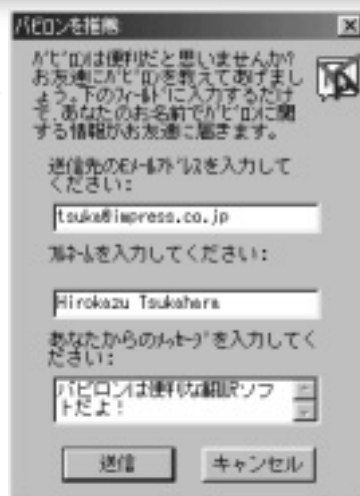 バビロンを推薦
ﾊﾞﾋﾞﾛﾝは便利だと思いませんか?
お友達にﾊﾞﾋﾞﾛﾝを教えてあげまし
ょう。下のﾌｨｰﾙﾄﾞに入力するだけ
で、あなたのお名前でﾊﾞﾋﾞﾛﾝに関
する情報がお友達に届きます。
送信先のEﾒｰﾙｱﾄﾞﾚｽを入力して
ください:
tsuka@impress.co.jp
ﾌﾙﾈｰﾑを入力してください:
Hirokazu Tsukahara
あなたからのﾒｯｾｰｼﾞを入力してく
ださい:
バビロンは便利な翻訳ソフ
トだよ!
送信
キャンセル